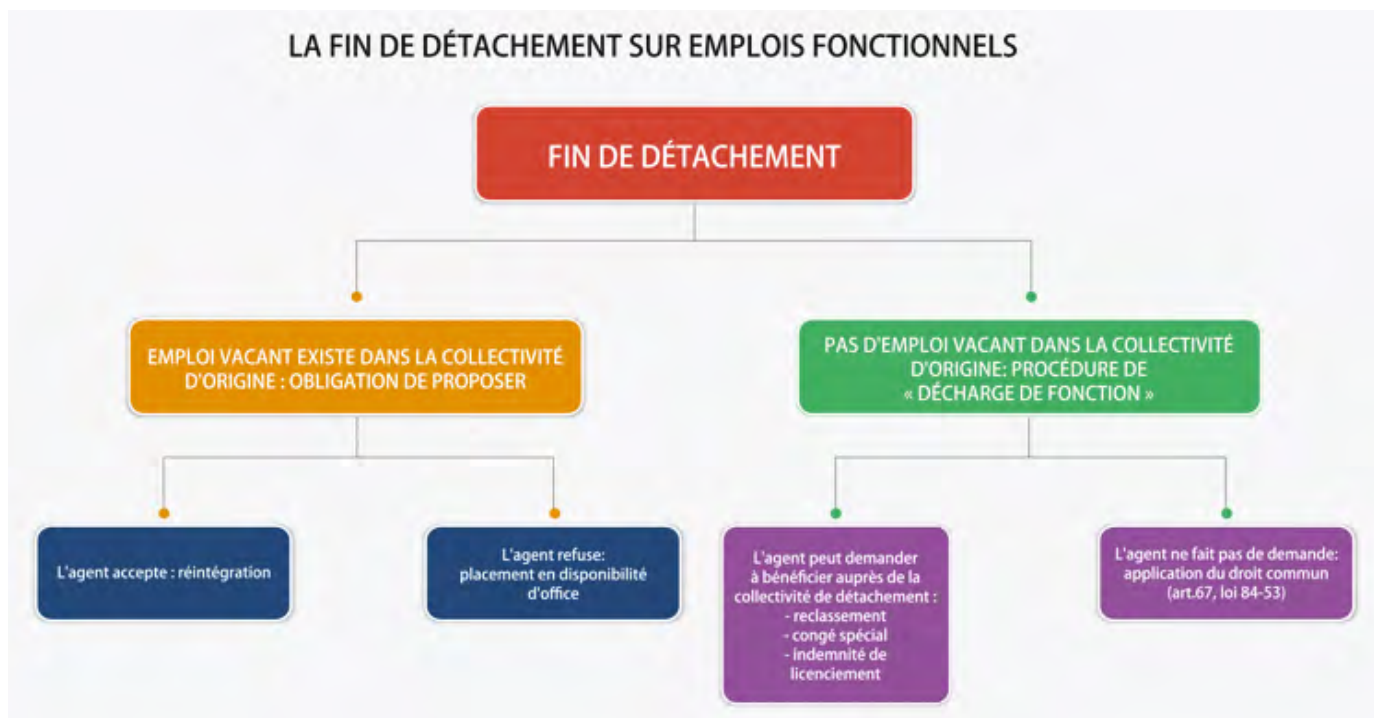 LA FIN DE DÉTACHEMENT SUR EMPLOIS FONCTIONNELS
FIN DE DÉTACHEMENT
EMPLOI VACANT EXISTE DANS LA COLLECTIVITÉ
D'ORIGINE : OBLIGATION DE PROPOSER
PAS D'EMPLOI VACANT DANS LA COLLECTIVITÉ
D'ORIGINE: PROCÉDURE DE
« DÉCHARGE DE FONCTION »
L'agent accepte : réintégration
L'agent refuse:
placement en disponibilité
d'office
L'agent peut demander
à bénéficier auprès de la
collectivité de détachement :
- reclassement
- congé spécial
- indemnité de
licenciement
L'agent ne fait pas de demande:
application du droit commun
(art.67, loi 84-53)